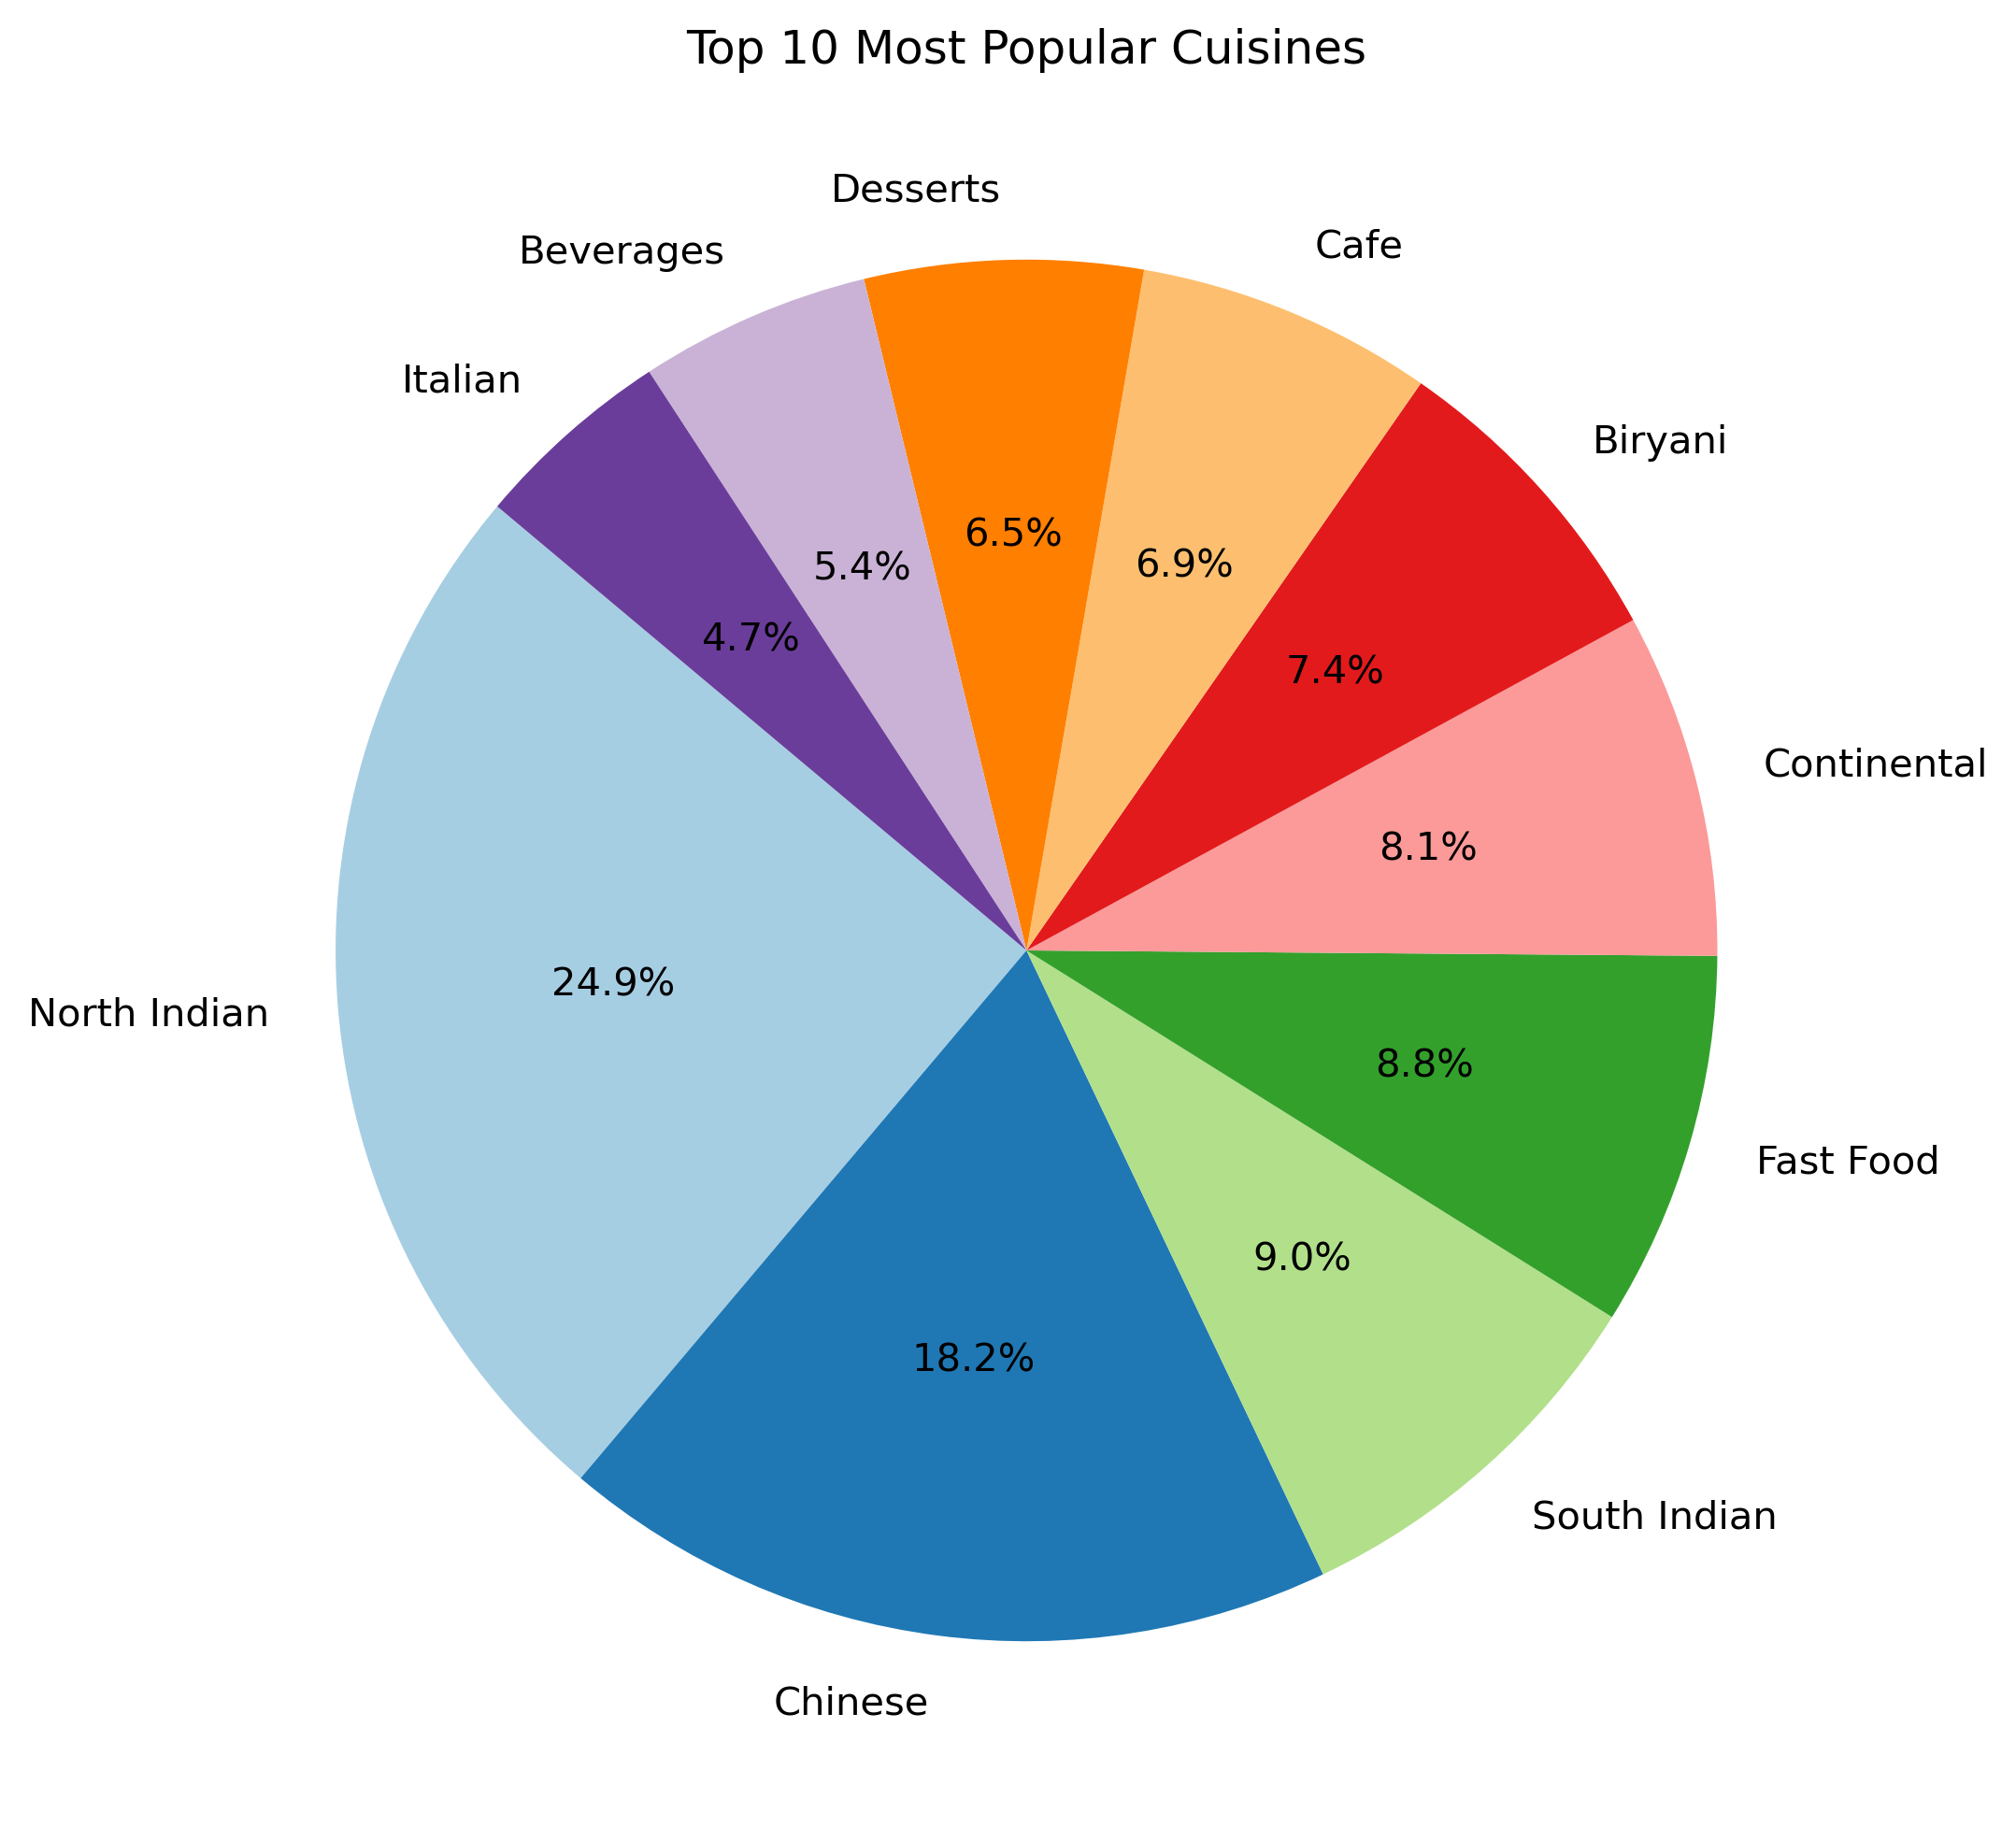 Top 10 Most Popular Cuisines
Desserts
Cafe
Beverages
Italian
Biryani
6.5%
6.9%
5.4%
4.7%
7.4%
Continental
8.1%
24.9%
North Indian
8.8%
Fast Food
9.0%
18.2%
South Indian
Chinese